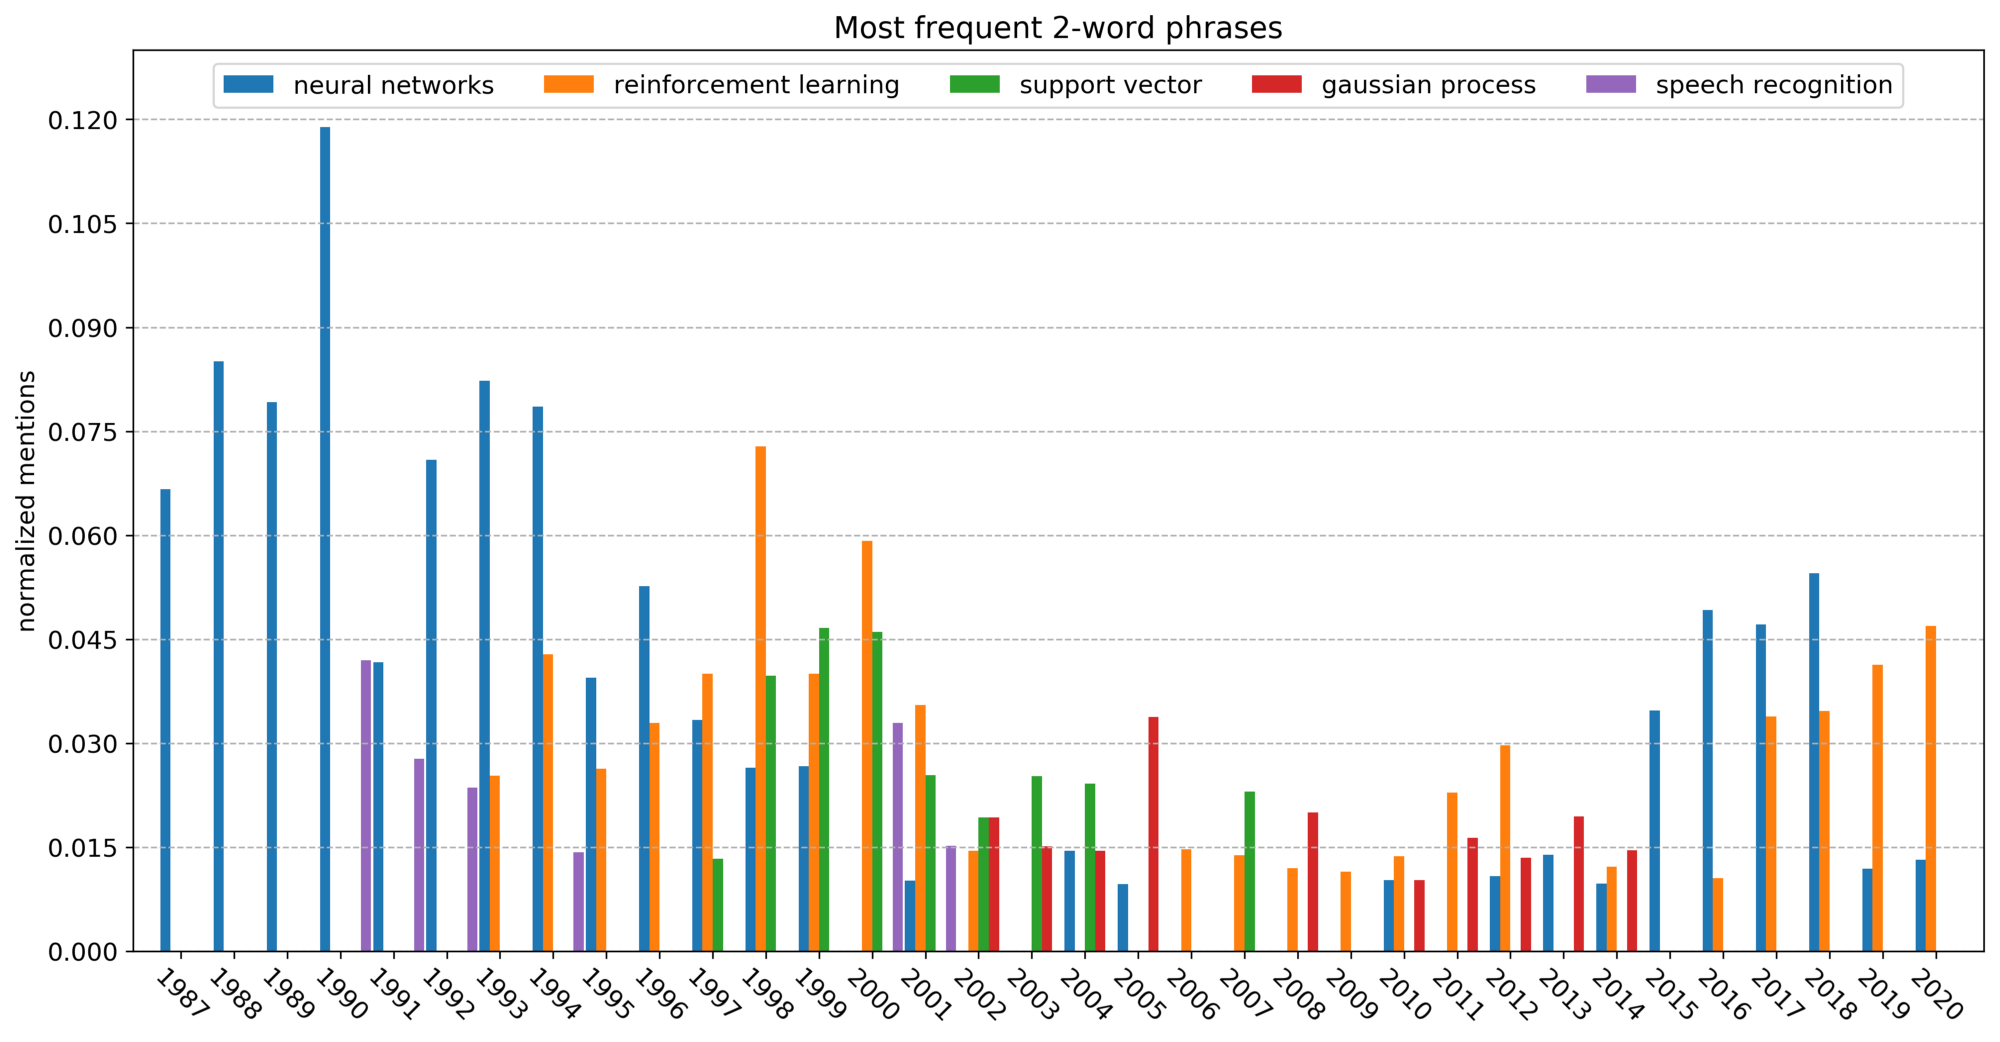 Most frequent 2-word phrases
neural networks reinforcement learning support vector gaussian process speech recognition
normalized mentions
0.120
0.105
0.090
0.075
0.060
0.045
0.030
0.015
0.000
1987 1988 1989 1990 1991 1992 1993 1994 1995 1996 1997 1998 1999 2000 2001 2002 2003 2004 2005 2006 2007 2008 2009 2010 2011 2012 2013 2014 2015 2016 2017 2018 2019 2020